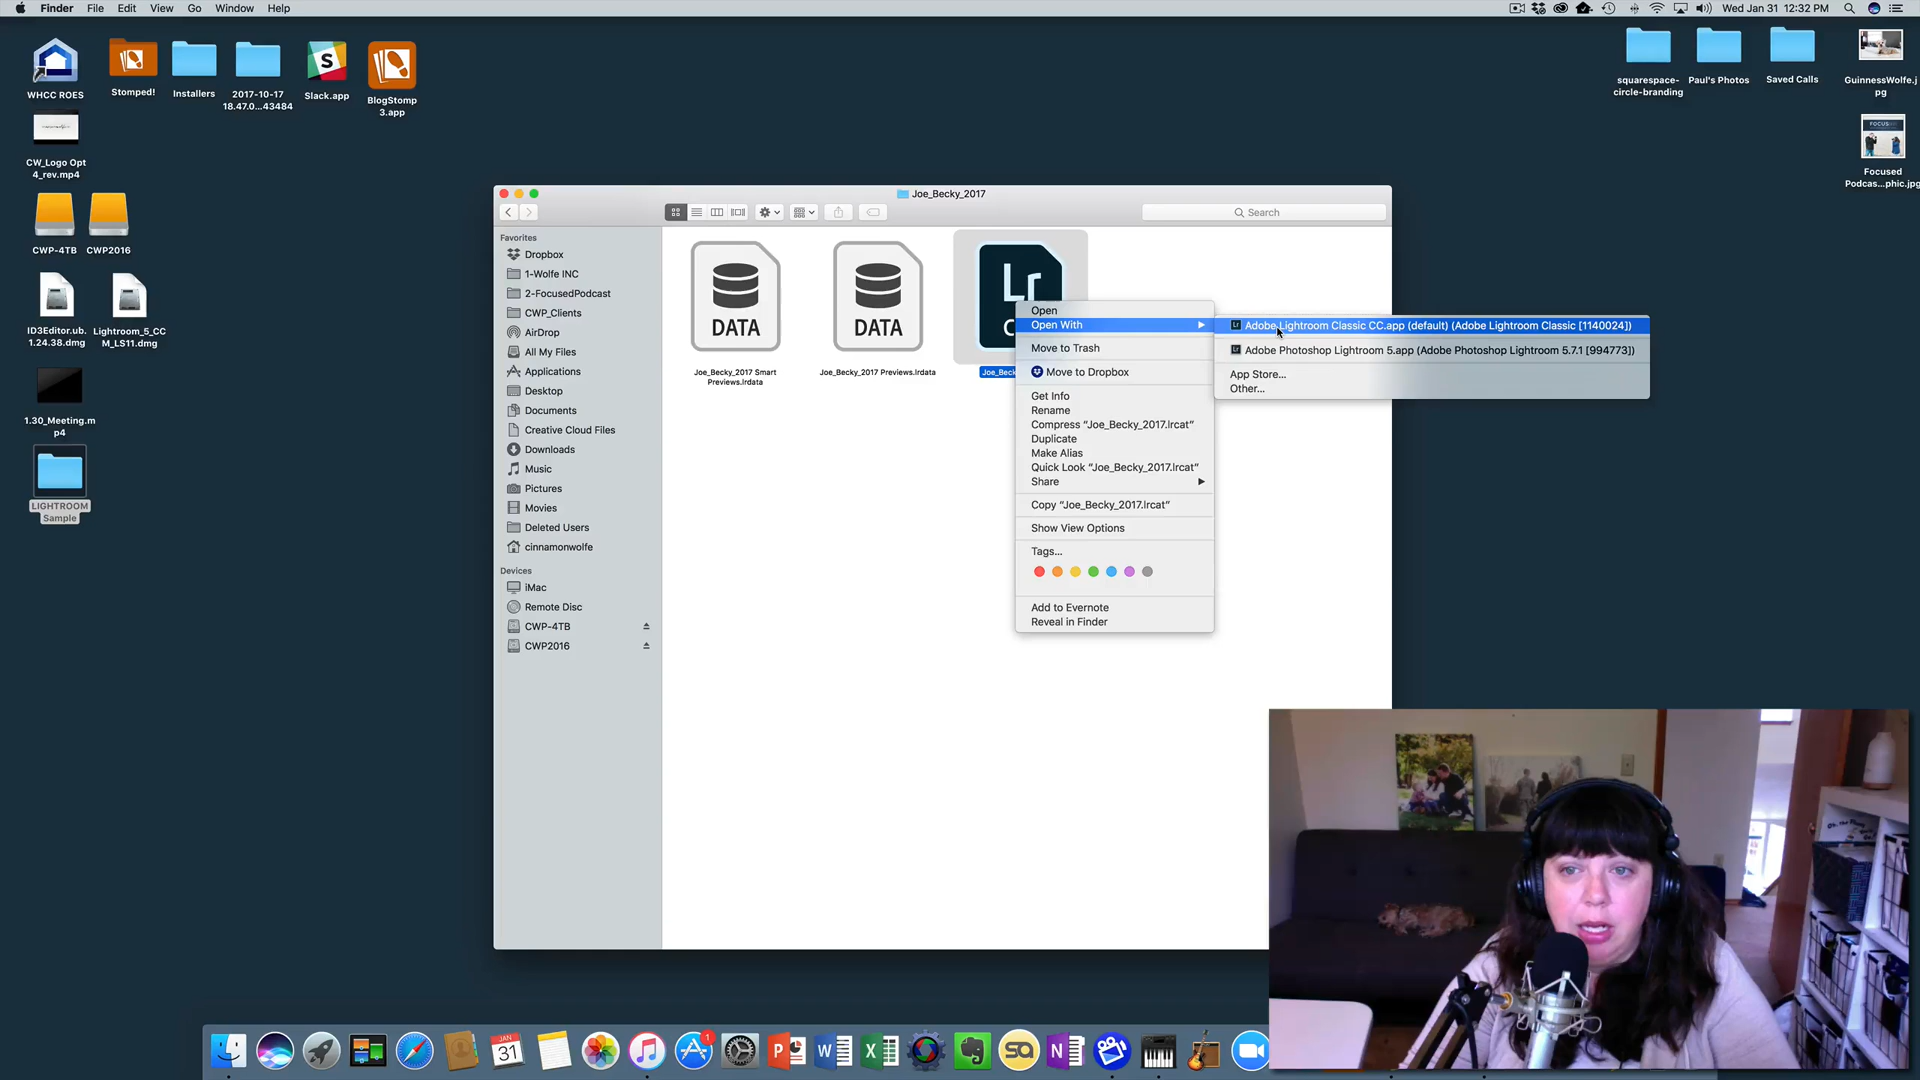 Finder File Edit View Go Window Help
Wed Jan 31 12:32 PM
WHCC ROES
Stomped!
Installers
2017-10-17
18.47.0...43484
S
Slack.app
BlogStomp
3.app
squarespace-
circle-branding
Paul's Photos
Saved Calls
GuinnessWolfe.j
pg
CW_Logo Opt
4_rev.mp4
FOCUSED
Focused
Podcas...phic.jpg
CWP-4TB
CWP2016
ID3Editor.ub.
1.24.38.dmg
Lightroom_5_CC
M_LS11.dmg
1.30_Meeting.m
p4
LIGHTROOM
Sample
Joe_Becky_2017
Search
Favorites
Dropbox
1-Wolfe INC
2-FocusedPodcast
CWP_Clients
AirDrop
All My Files
Applications
Desktop
Documents
Creative Cloud Files
Downloads
Music
Pictures
Movies
Deleted Users
cinnamonwolfe
Devices
iMac
Remote Disc
CWP-4TB
CWP2016
DATA
Joe_Becky_2017 Smart
Previews.lrdata
DATA
Joe_Becky_2017 Previews.lrdata
Lr
C
Joe_Bec
Open
Open With
Move to Trash
Move to Dropbox
Get Info
Rename
Compress “Joe_Becky_2017.lrcat”
Duplicate
Make Alias
Quick Look “Joe_Becky_2017.lrcat”
Share
Copy “Joe_Becky_2017.lrcat”
Show View Options
Tags...
Add to Evernote
Reveal in Finder
Adobe Lightroom Classic CC.app (default) (Adobe Lightroom Classic [1140024])
Adobe Photoshop Lightroom 5.app (Adobe Photoshop Lightroom 5.7.1 [994773])
App Store...
Other...
JAN
31
1
P
W
X
SQ
N